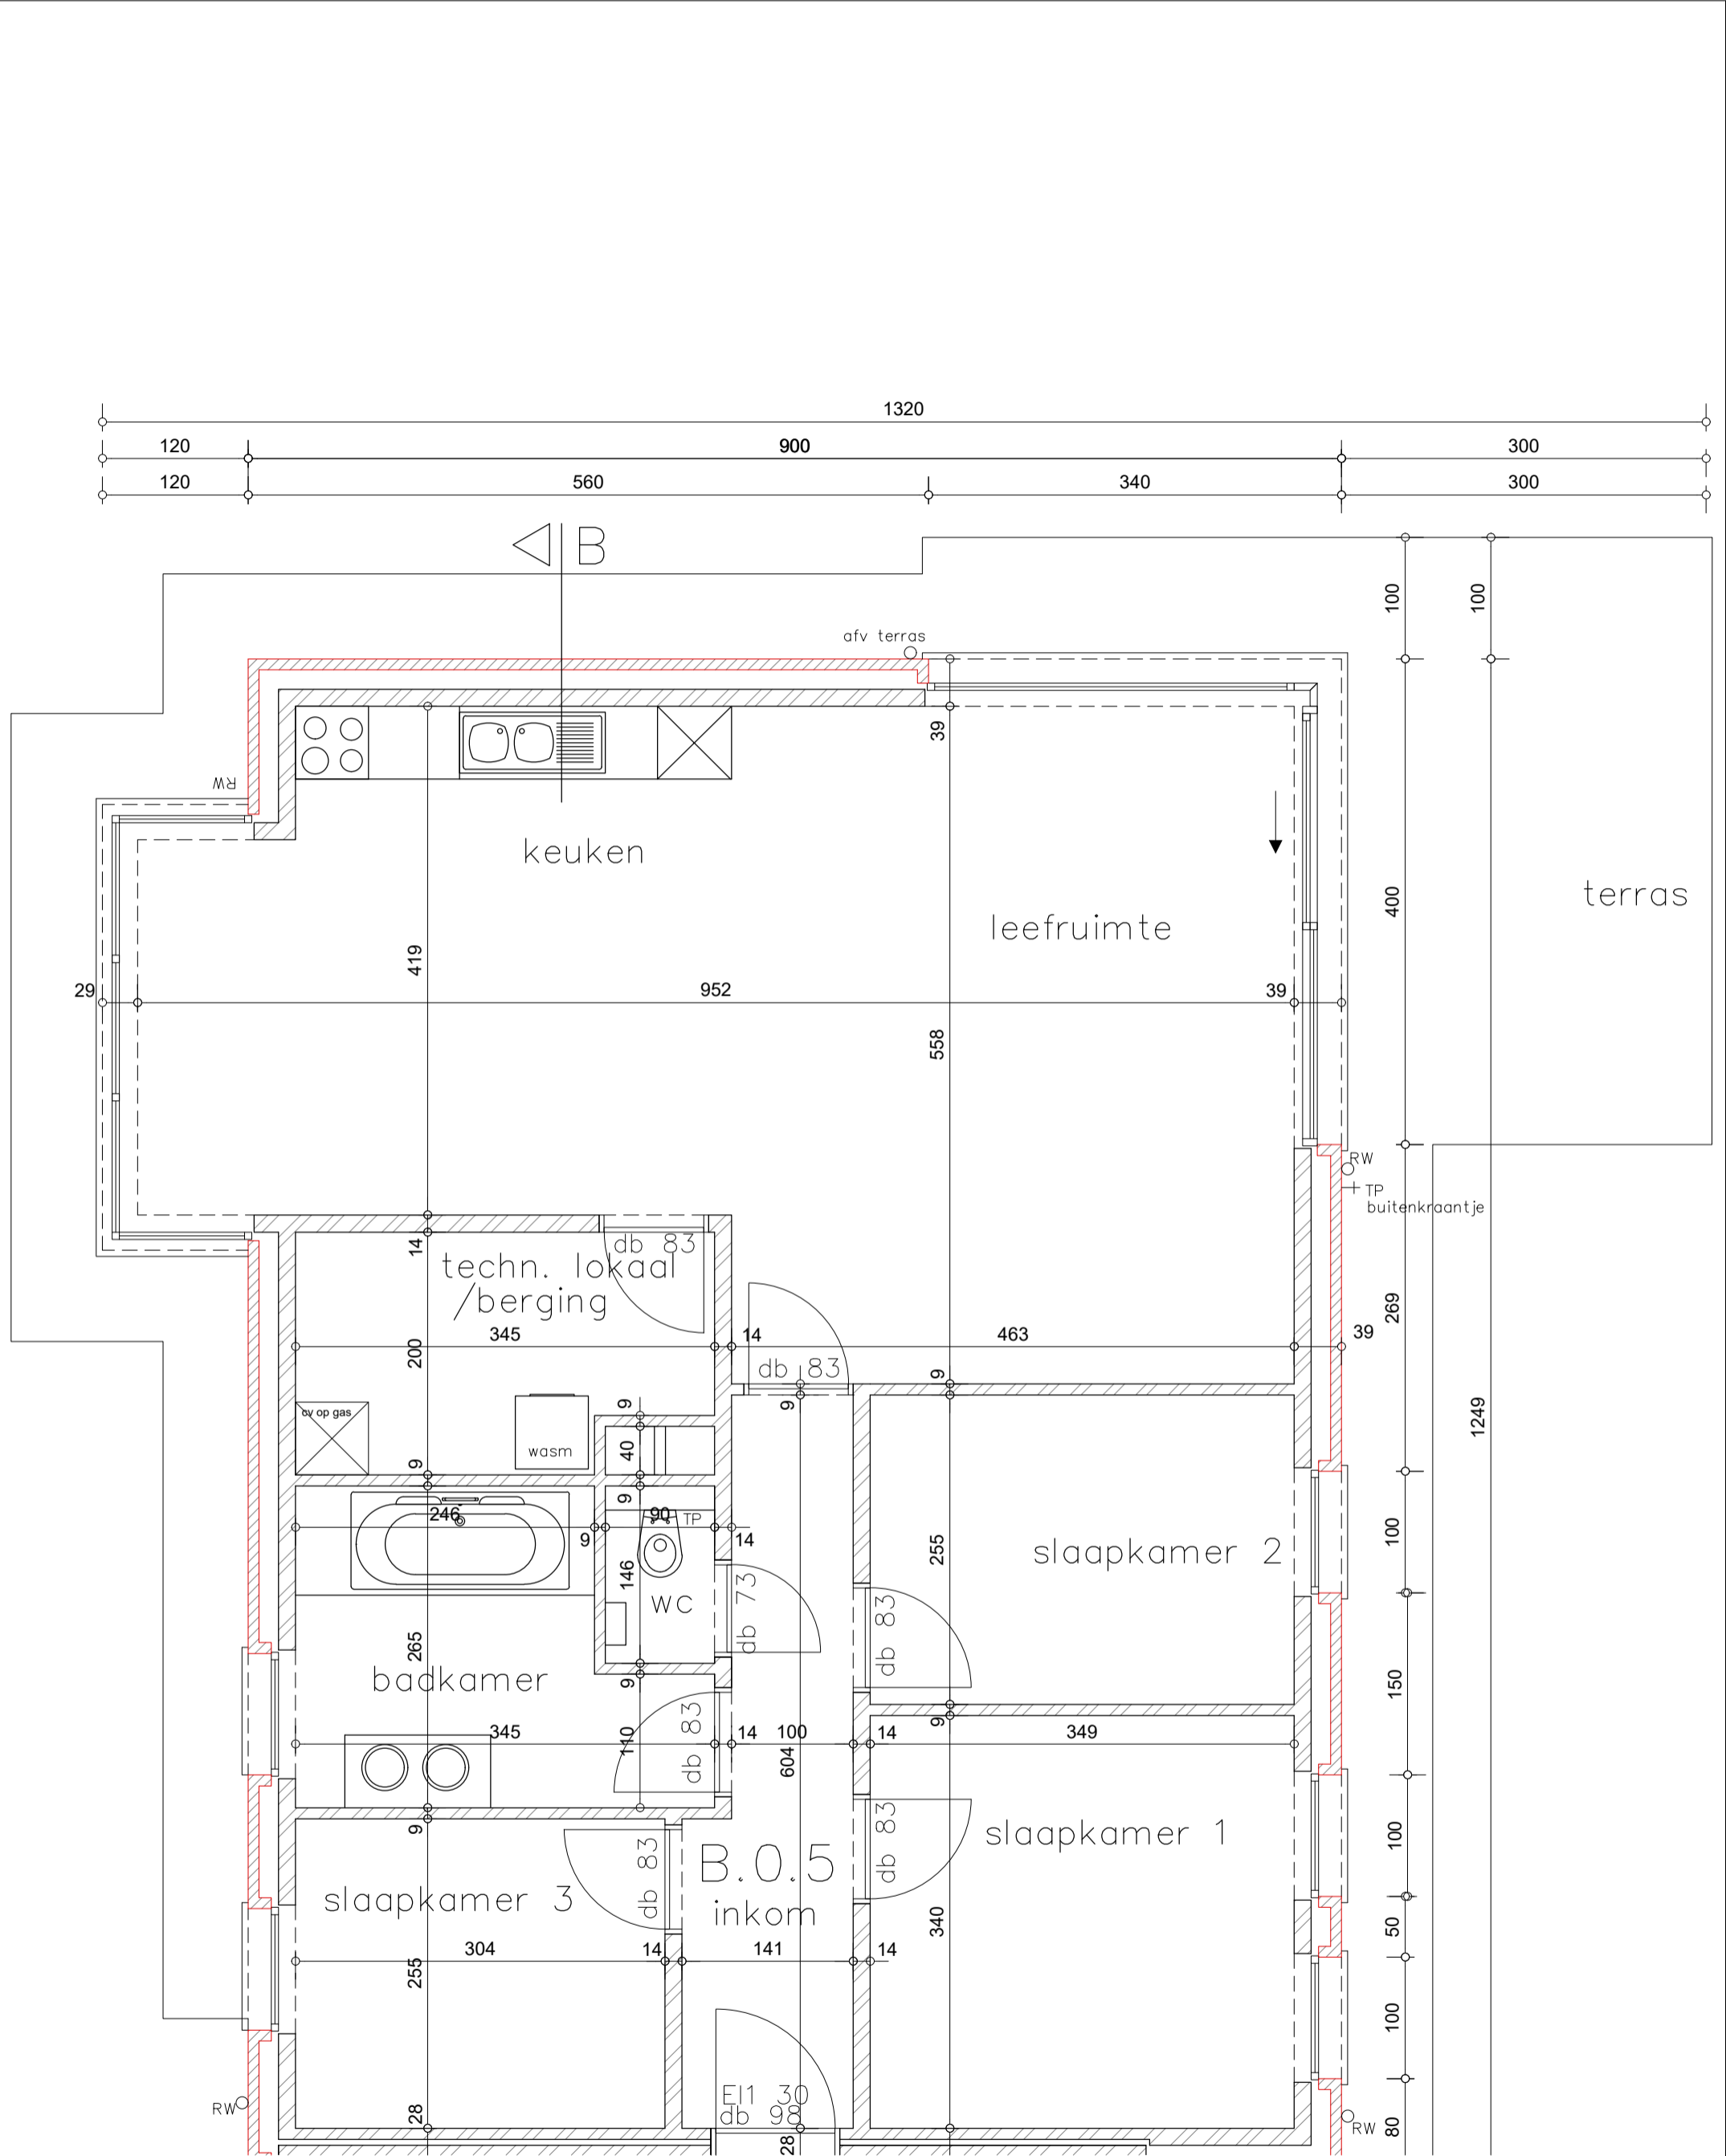 1320
120 900 300
120 560 340 300
B
100 100
afv terras
39
RW
keuken
terras
400
leefruimte
419
29 952 39
558
RW
TP
buitenkraantje
db 83
14
techn. lokaal
/berging
269
345 14 463 39
200
db 83
9
9 9
cv op gas
40
wasm
9
1249
9
246 90 TP
9 14
100
255
slaapkamer 2
146
db 73
WC
db 83
265
badkamer
9
150
db 83
9
345 14 100 14 349
110
604
9
db 83
db 83
slaapkamer 1
100
B.0.5
slaapkamer 3
inkom
340
50
304 14 141 14
255
100
EI1 30
db 98
RW
28
28
RW
80